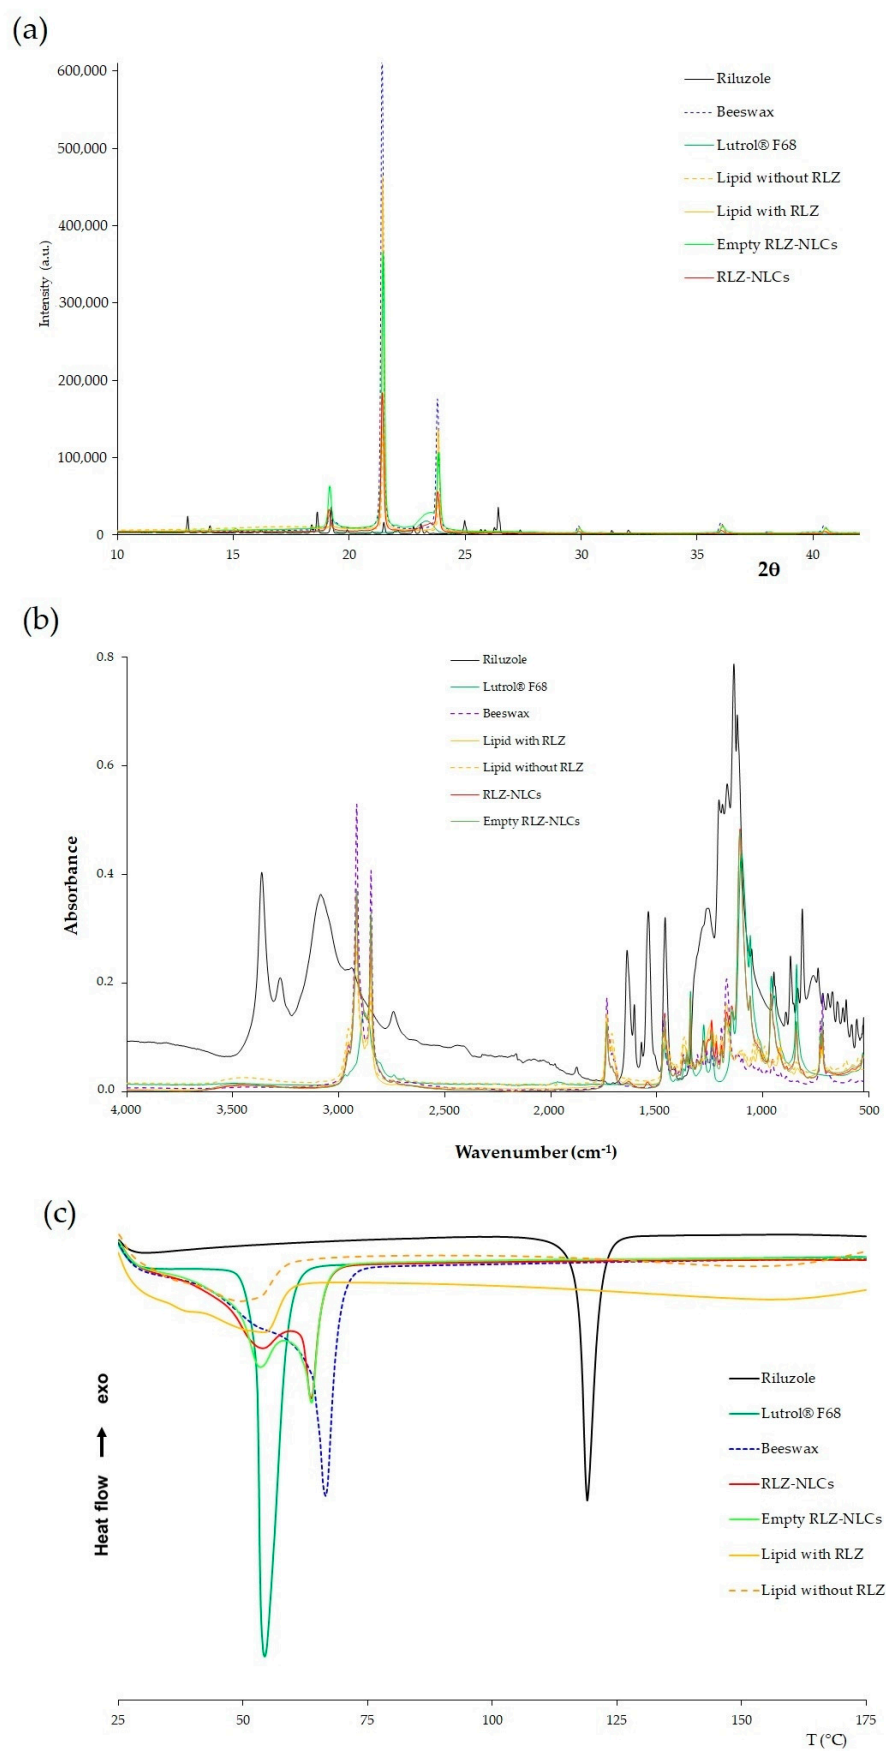 (a)
600,000
500,000
400,000
300,000
200,000
100,000
0
Intensity (a.u.)
10 15 20 25 30 35 40
2θ
Riluzole
Beeswax
Lutrol® F68
Lipid without RLZ
Lipid with RLZ
Empty RLZ-NLCs
RLZ-NLCs
(b)
0.8
0.6
0.4
0.2
0.0
Absorbance
4,000 3,500 3,000 2,500 2,000 1,500 1,000 500
Wavenumber (cm-1)
Riluzole
Lutrol® F68
Beeswax
Lipid with RLZ
Lipid without RLZ
RLZ-NLCs
Empty RLZ-NLCs
(c)
Heat flow → exo
Riluzole
Lutrol® F68
Beeswax
RLZ-NLCs
Empty RLZ-NLCs
Lipid with RLZ
Lipid without RLZ
25 50 75 100 125 150 175
T (°C)